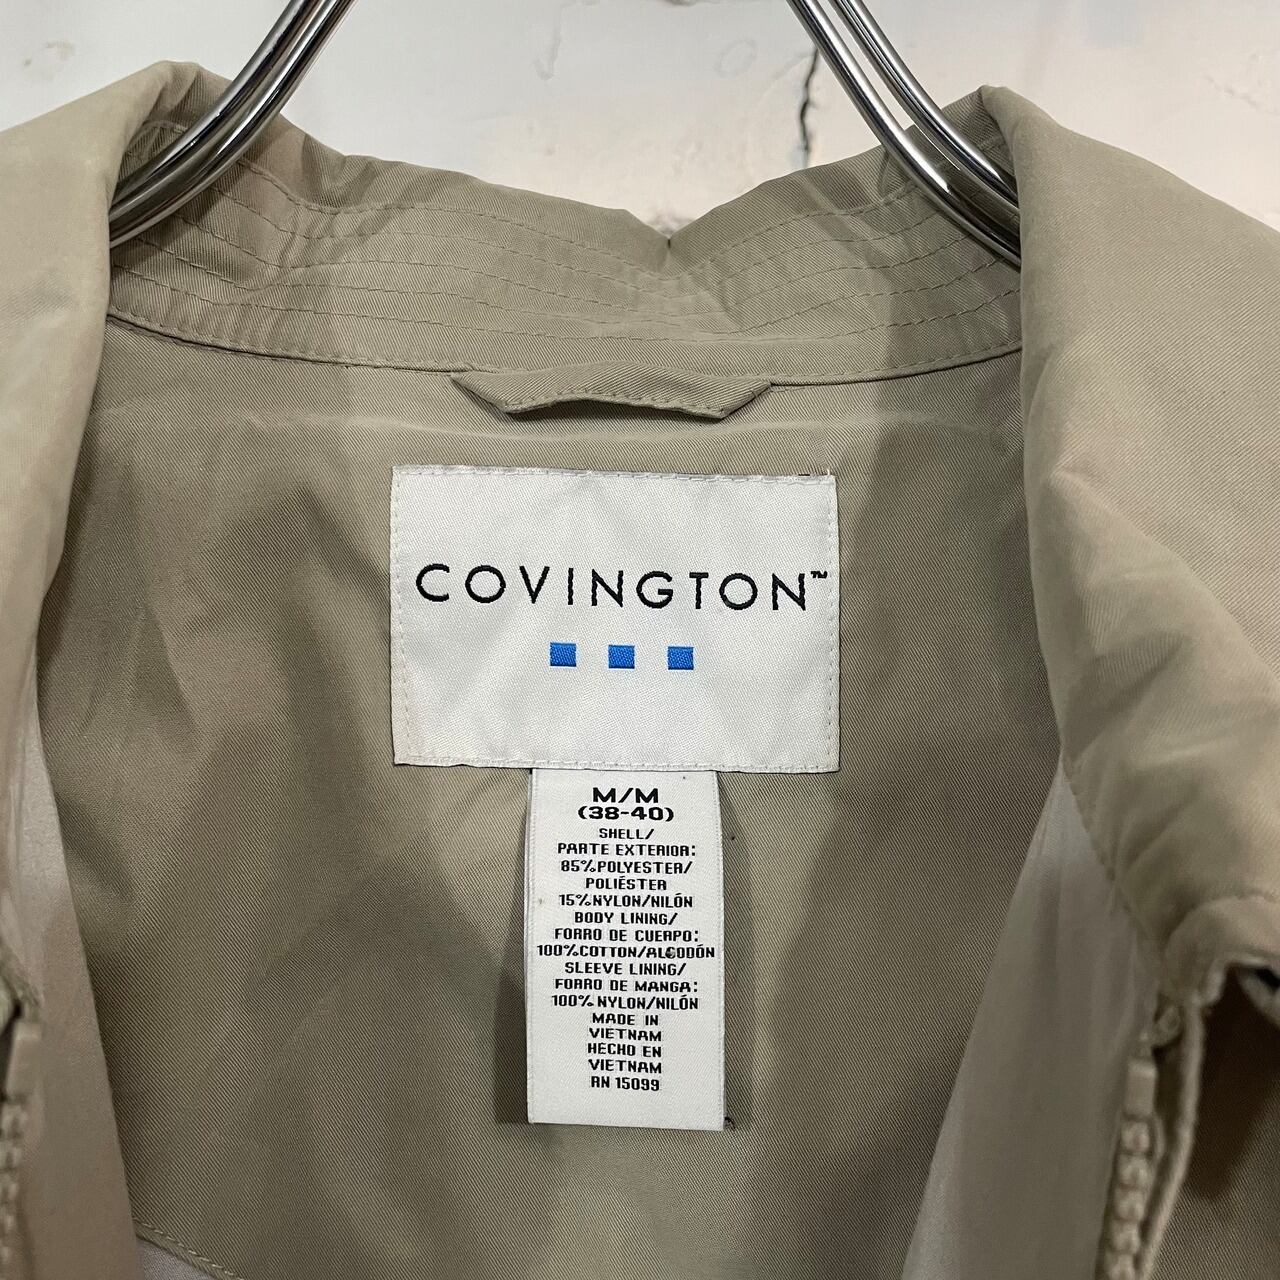 COVINGTON™
M/M
(38-40)
SHELL/
PARTE EXTERIOR:
85%POLYESTER/
POLIÉSTER
15%NYLON/NILÓN
BODY LINING/
FORRO DE CUERPO:
100%COTTON/ALGODÓN
SLEEVE LINING/
FORRO DE MANGA:
100%NYLON/NILÓN
MADE IN
VIETNAM
HECHO EN
VIETNAM
RN 15099